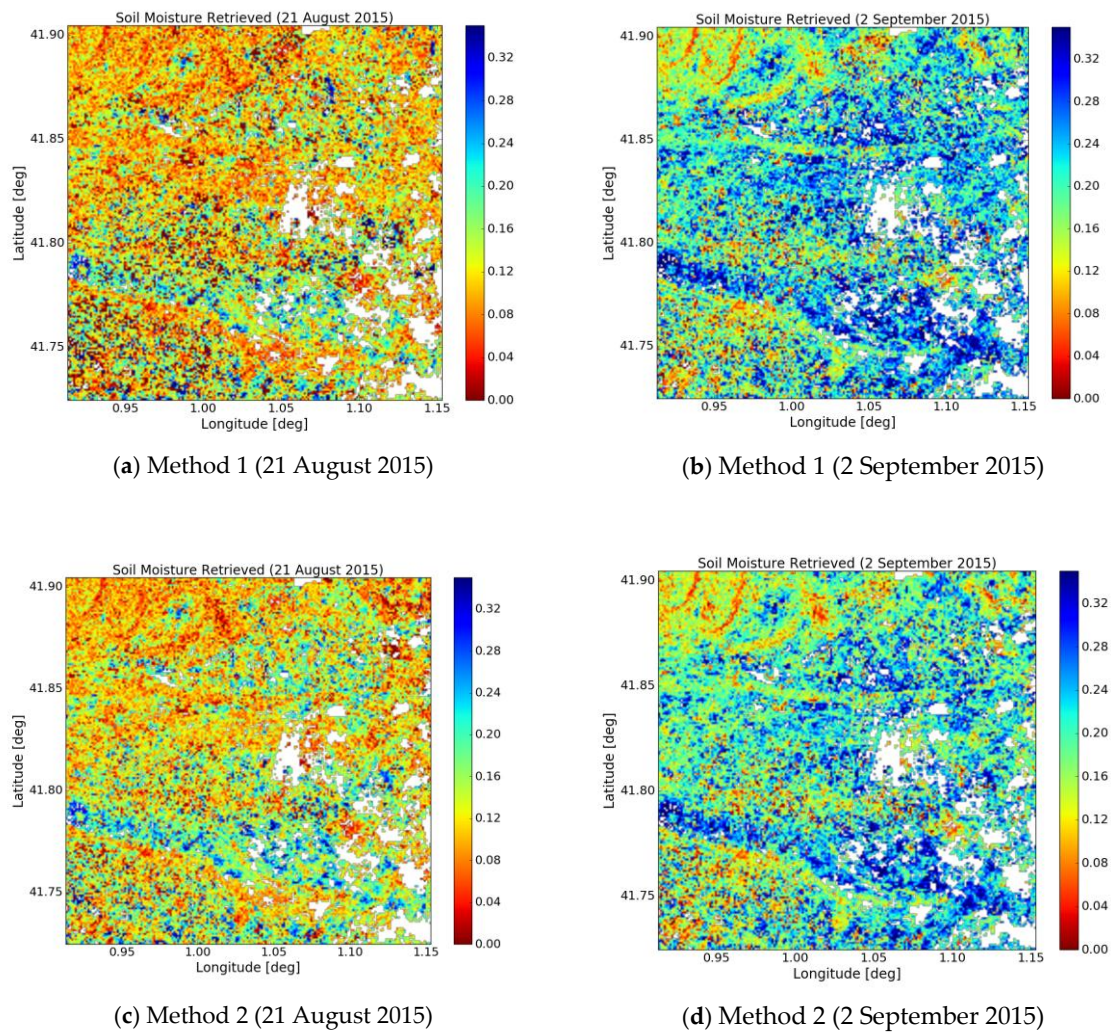 Soil Moisture Retrieved (21 August 2015)
41.90
41.85
41.80
41.75
Latitude [deg]
0.95 1.00 1.05 1.10 1.15
Longitude [deg]
0.32
0.28
0.24
0.20
0.16
0.12
0.08
0.04
0.00
(a) Method 1 (21 August 2015)
Soil Moisture Retrieved (2 September 2015)
41.90
41.85
41.80
41.75
Latitude [deg]
0.95 1.00 1.05 1.10 1.15
Longitude [deg]
0.32
0.28
0.24
0.20
0.16
0.12
0.08
0.04
0.00
(b) Method 1 (2 September 2015)
Soil Moisture Retrieved (21 August 2015)
41.90
41.85
41.80
41.75
Latitude [deg]
0.95 1.00 1.05 1.10 1.15
Longitude [deg]
0.32
0.28
0.24
0.20
0.16
0.12
0.08
0.04
0.00
(c) Method 2 (21 August 2015)
Soil Moisture Retrieved (2 September 2015)
41.90
41.85
41.80
41.75
Latitude [deg]
0.95 1.00 1.05 1.10 1.15
Longitude [deg]
0.32
0.28
0.24
0.20
0.16
0.12
0.08
0.04
0.00
(d) Method 2 (2 September 2015)